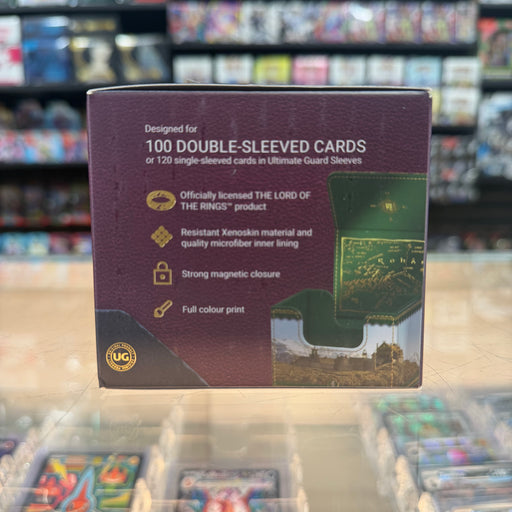 Designed for
100 DOUBLE-SLEEVED CARDS
or 120 single-sleeved cards in Ultimate Guard Sleeves
Officially licensed THE LORD OF
THE RINGS™ product
Resistant Xenoskin material and
quality microfiber inner lining
Strong magnetic closure
Full colour print
UG